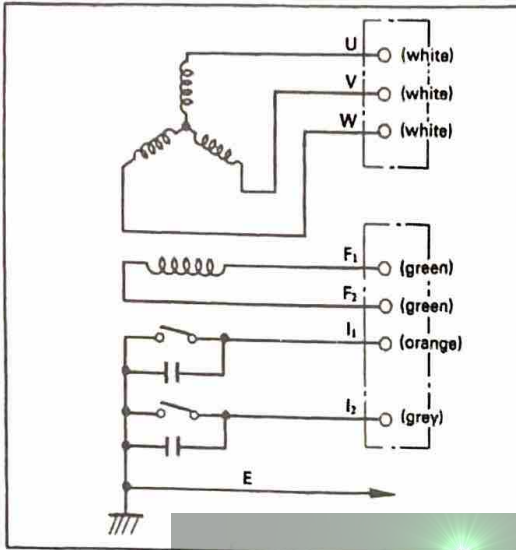 U (white)
V (white)
W (white)
F₁ (green)
F₂ (green)
I₁ (orange)
I₂ (grey)
E